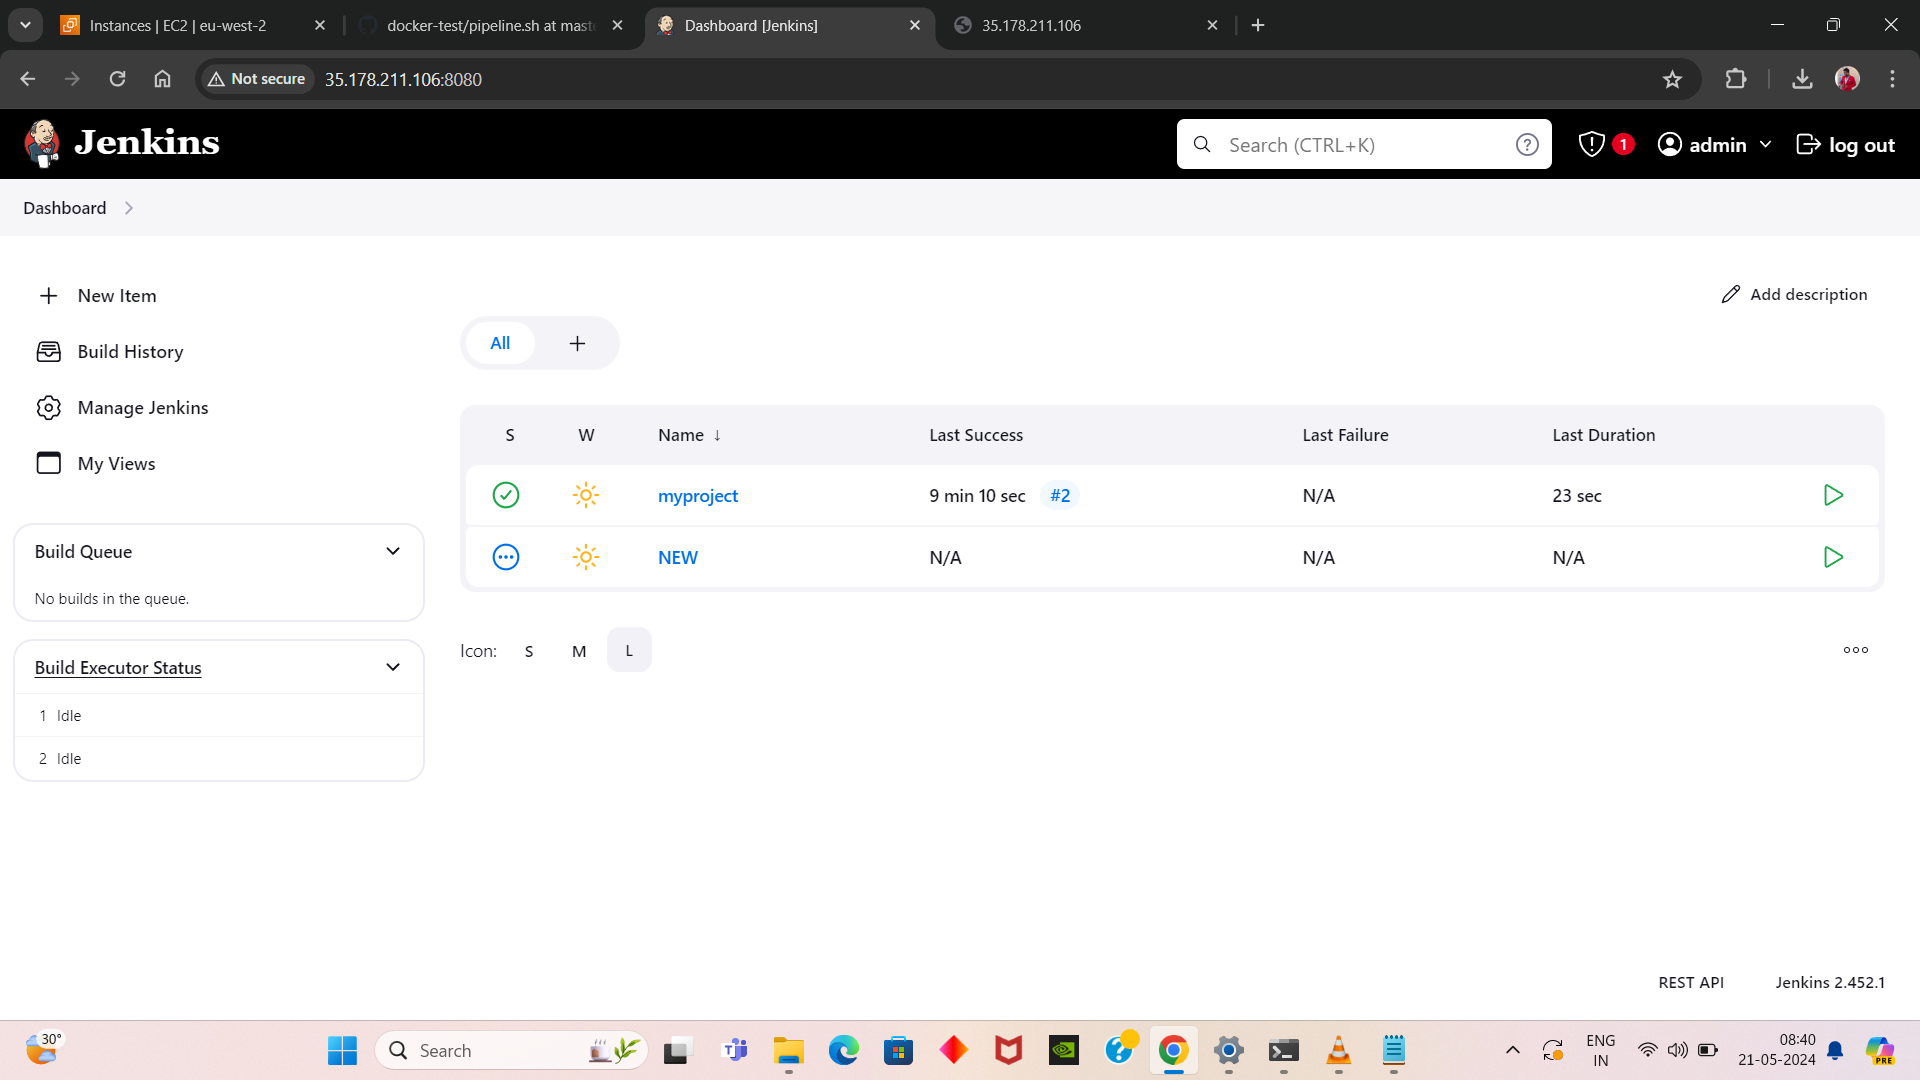 Instances | EC2 | eu-west-2
docker-test/pipeline.sh at mast
Dashboard [Jenkins]
35.178.211.106
Not secure
35.178.211.106:8080
Jenkins
Search (CTRL+K)
1
admin
log out
Dashboard
New Item
Add description
Build History
All
Manage Jenkins
My Views
S W Name ↓ Last Success Last Failure Last Duration
myproject 9 min 10 sec #2 N/A 23 sec
NEW N/A N/A N/A
Build Queue
No builds in the queue.
Icon: S M L
Build Executor Status
1 Idle
2 Idle
REST API Jenkins 2.452.1
30°
Search
ENG
IN
08:40
21-05-2024
PRE